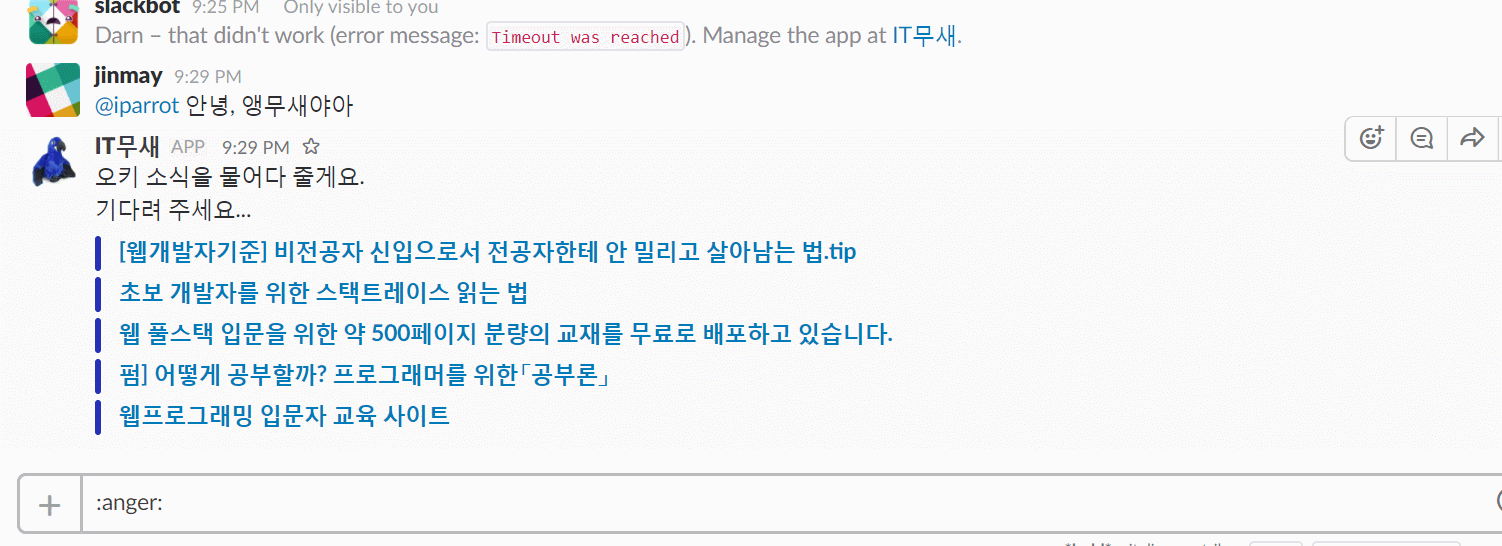 slackbot 9:25 PM Only visible to you
Darn – that didn't work (error message: Timeout was reached). Manage the app at IT무새.
jinmay 9:29 PM
@iparrot 안녕, 앵무새야아
IT무새 APP 9:29 PM
오키 소식을 물어다 줄게요.
기다려 주세요...
[웹개발자기준] 비전공자 신입으로서 전공자한테 안 밀리고 살아남는 법.tip
초보 개발자를 위한 스택트레이스 읽는 법
웹 풀스택 입문을 위한 약 500페이지 분량의 교재를 무료로 배포하고 있습니다.
펌] 어떻게 공부할까? 프로그래머를 위한「공부론」
웹프로그래밍 입문자 교육 사이트
:anger: